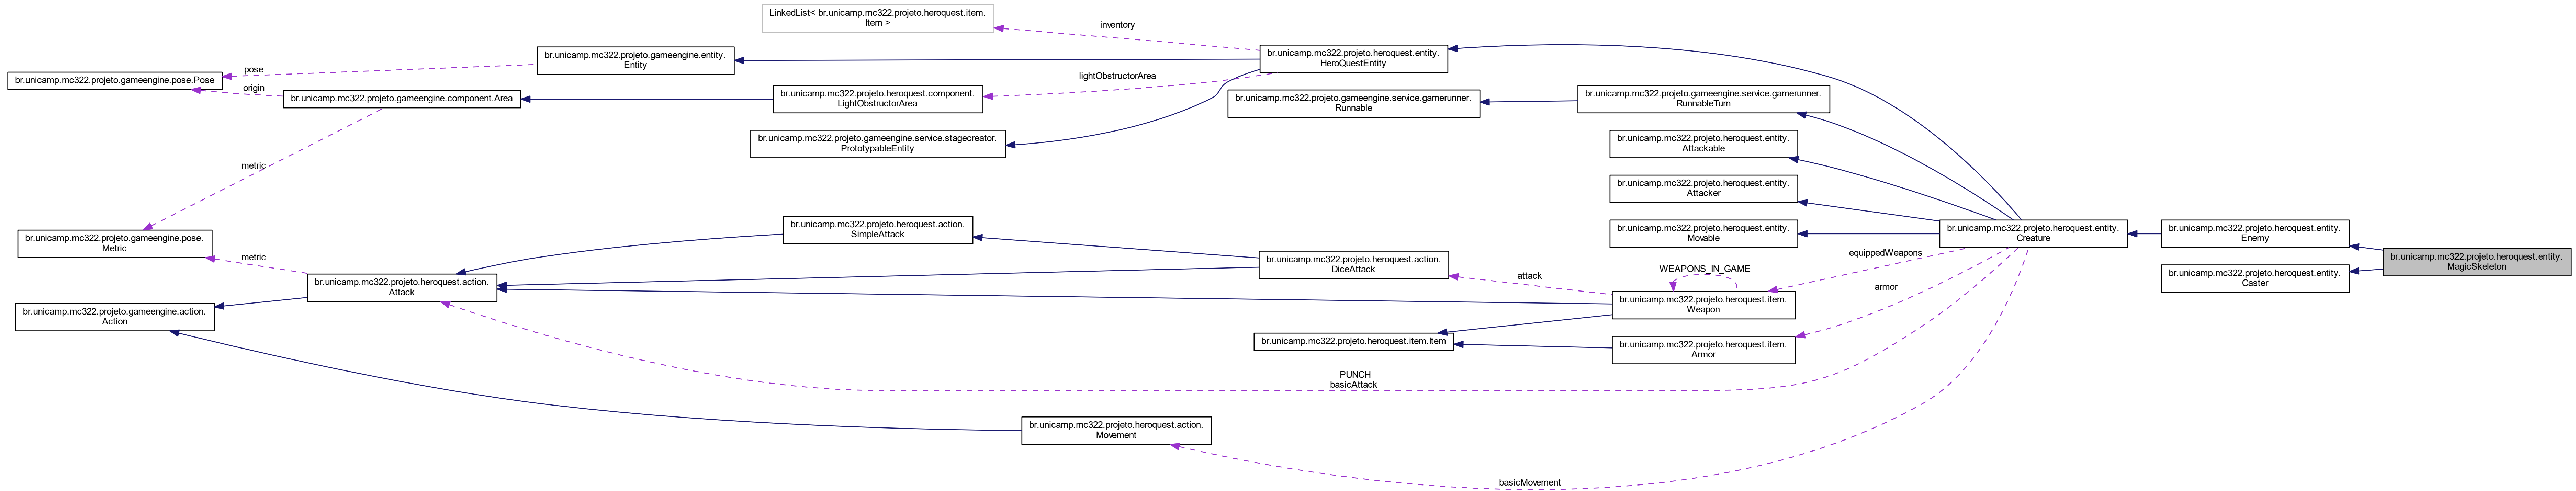 LinkedList< br.unicamp.mc322.projeto.heroquest.item.
Item >
inventory
br.unicamp.mc322.projeto.heroquest.entity.
HeroQuestEntity
br.unicamp.mc322.projeto.gameengine.entity.
Entity
pose
br.unicamp.mc322.projeto.gameengine.pose.Pose
origin
br.unicamp.mc322.projeto.gameengine.component.Area
lightObstructorArea
br.unicamp.mc322.projeto.heroquest.component.
LightObstructorArea
br.unicamp.mc322.projeto.gameengine.service.gamerunner.
Runnable
br.unicamp.mc322.projeto.gameengine.service.gamerunner.
RunnableTurn
br.unicamp.mc322.projeto.gameengine.service.stagecreator.
PrototypableEntity
br.unicamp.mc322.projeto.heroquest.entity.
Attackable
metric
br.unicamp.mc322.projeto.heroquest.entity.
Attacker
br.unicamp.mc322.projeto.gameengine.pose.
Metric
metric
br.unicamp.mc322.projeto.heroquest.action.
SimpleAttack
br.unicamp.mc322.projeto.heroquest.entity.
Movable
br.unicamp.mc322.projeto.heroquest.entity.
Creature
br.unicamp.mc322.projeto.heroquest.entity.
Enemy
br.unicamp.mc322.projeto.heroquest.entity.
MagicSkeleton
br.unicamp.mc322.projeto.heroquest.entity.
Caster
equippedWeapons
WEAPONS_IN_GAME
attack
br.unicamp.mc322.projeto.heroquest.action.
DiceAttack
br.unicamp.mc322.projeto.heroquest.action.
Attack
armor
br.unicamp.mc322.projeto.heroquest.item.
Weapon
br.unicamp.mc322.projeto.gameengine.action.
Action
br.unicamp.mc322.projeto.heroquest.item.Item
br.unicamp.mc322.projeto.heroquest.item.
Armor
PUNCH
basicAttack
br.unicamp.mc322.projeto.heroquest.action.
Movement
basicMovement